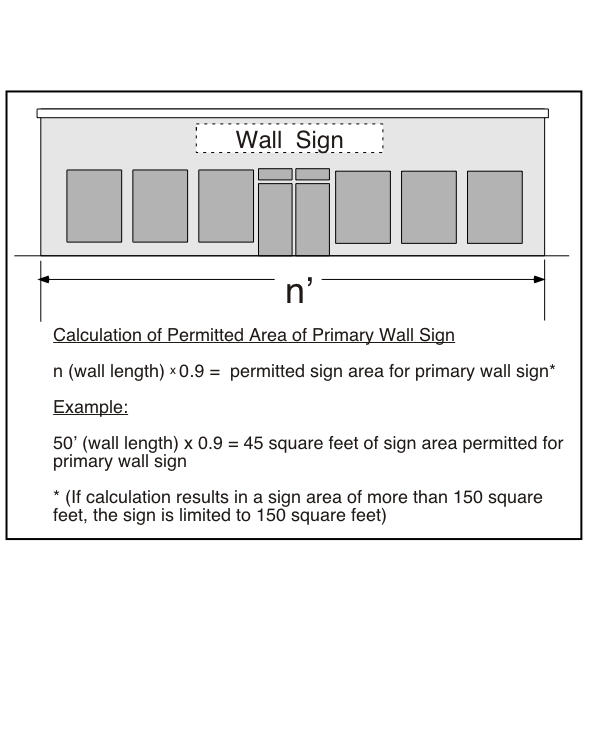 Wall Sign
n’
Calculation of Permitted Area of Primary Wall Sign
n (wall length) x 0.9 = permitted sign area for primary wall sign*
Example:
50’ (wall length) x 0.9 = 45 square feet of sign area permitted for
primary wall sign
* (If calculation results in a sign area of more than 150 square
feet, the sign is limited to 150 square feet)